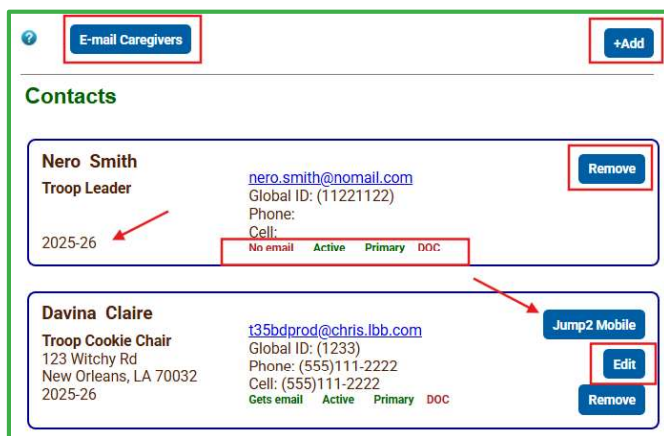 ?
E-mail Caregivers
+Add
Contacts
Nero Smith
Troop Leader
2025-26
nero.smith@nomail.com
Global ID: (11221122)
Phone:
Cell:
No email Active Primary DOC
Remove
Davina Claire
Troop Cookie Chair
123 Witchy Rd
New Orleans, LA 70032
2025-26
t35bdprod@chris.lbb.com
Global ID: (1233)
Phone: (555)111-2222
Cell: (555)111-2222
Gets email Active Primary DOC
Jump2 Mobile
Edit
Remove